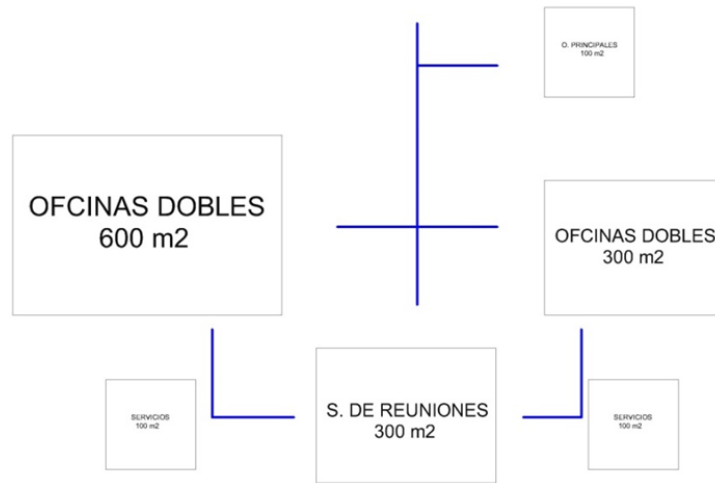 O. PRINCIPALES
100 m2
OFCINAS DOBLES
600 m2
OFCINAS DOBLES
300 m2
S. DE REUNIONES
300 m2
SERVICIOS
100 m2
SERVICIOS
100 m2